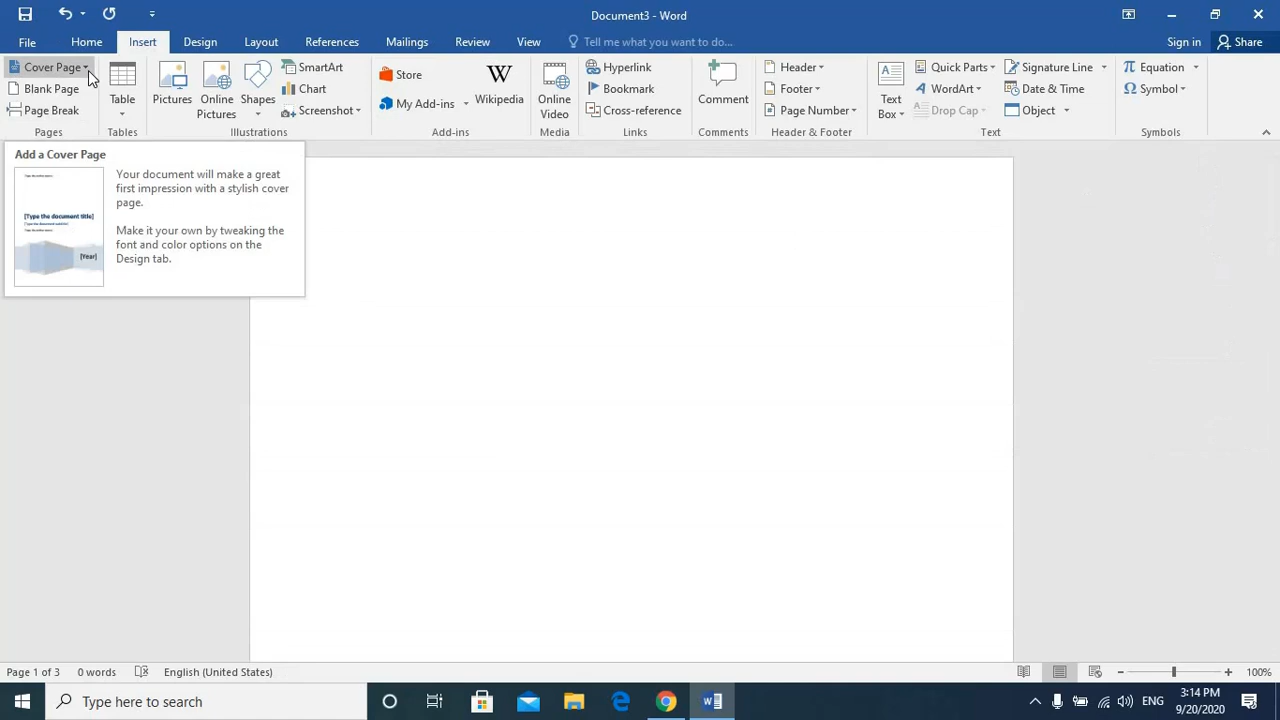 Document3 - Word
File
Home
Insert
Design
Layout
References
Mailings
Review
View
Tell me what you want to do...
Sign in
Share
Cover Page
Blank Page
Page Break
Pages
Table
Tables
Pictures
Online
Pictures
Shapes
SmartArt
Chart
Screenshot
Illustrations
Store
My Add-ins
W
Wikipedia
Add-ins
Online
Video
Media
Hyperlink
Bookmark
Cross-reference
Links
Comment
Comments
Header
Footer
Page Number
Header & Footer
Text
Box
Quick Parts
WordArt
Drop Cap
Signature Line
Date & Time
Object
Text
Equation
Symbol
Symbols
Add a Cover Page
[Type the document title]
[Year]
Your document will make a great
first impression with a stylish cover
page.
Make it your own by tweaking the
font and color options on the
Design tab.
Page 1 of 3
0 words
English (United States)
100%
Type here to search
ENG
3:14 PM
9/20/2020